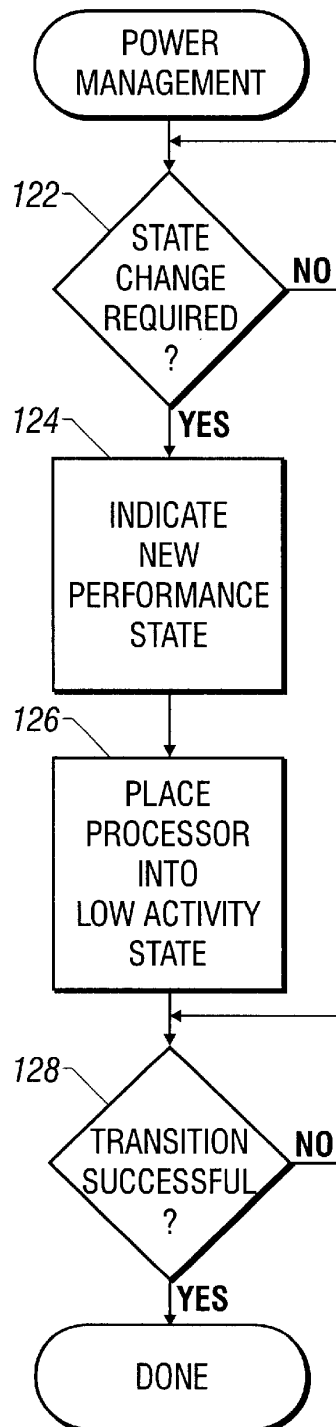 POWER
MANAGEMENT
122
STATE
CHANGE
REQUIRED
?
NO
YES
124
INDICATE
NEW
PERFORMANCE
STATE
126
PLACE
PROCESSOR
INTO
LOW ACTIVITY
STATE
128
TRANSITION
SUCCESSFUL
?
NO
YES
DONE